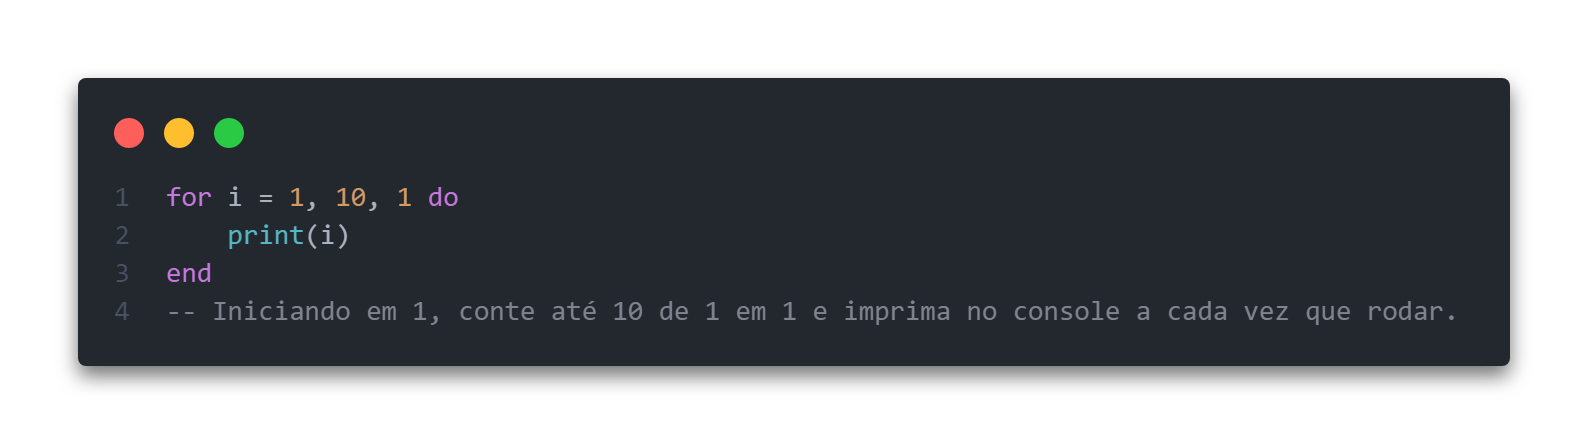 1 for i = 1, 10, 1 do
2     print(i)
3 end
4 -- Iniciando em 1, conte até 10 de 1 em 1 e imprima no console a cada vez que rodar.